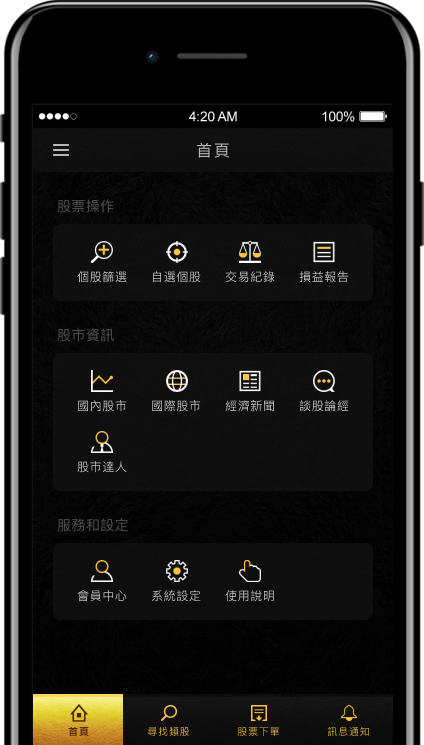 4:20 AM 100%
首頁
股票操作
個股篩選 自選個股 交易紀錄 損益報告
股市資訊
國內股市 國際股市 經濟新聞 談股論經
股市達人
服務和設定
會員中心 系統設定 使用說明
首頁 尋找類股 股票下單 訊息通知